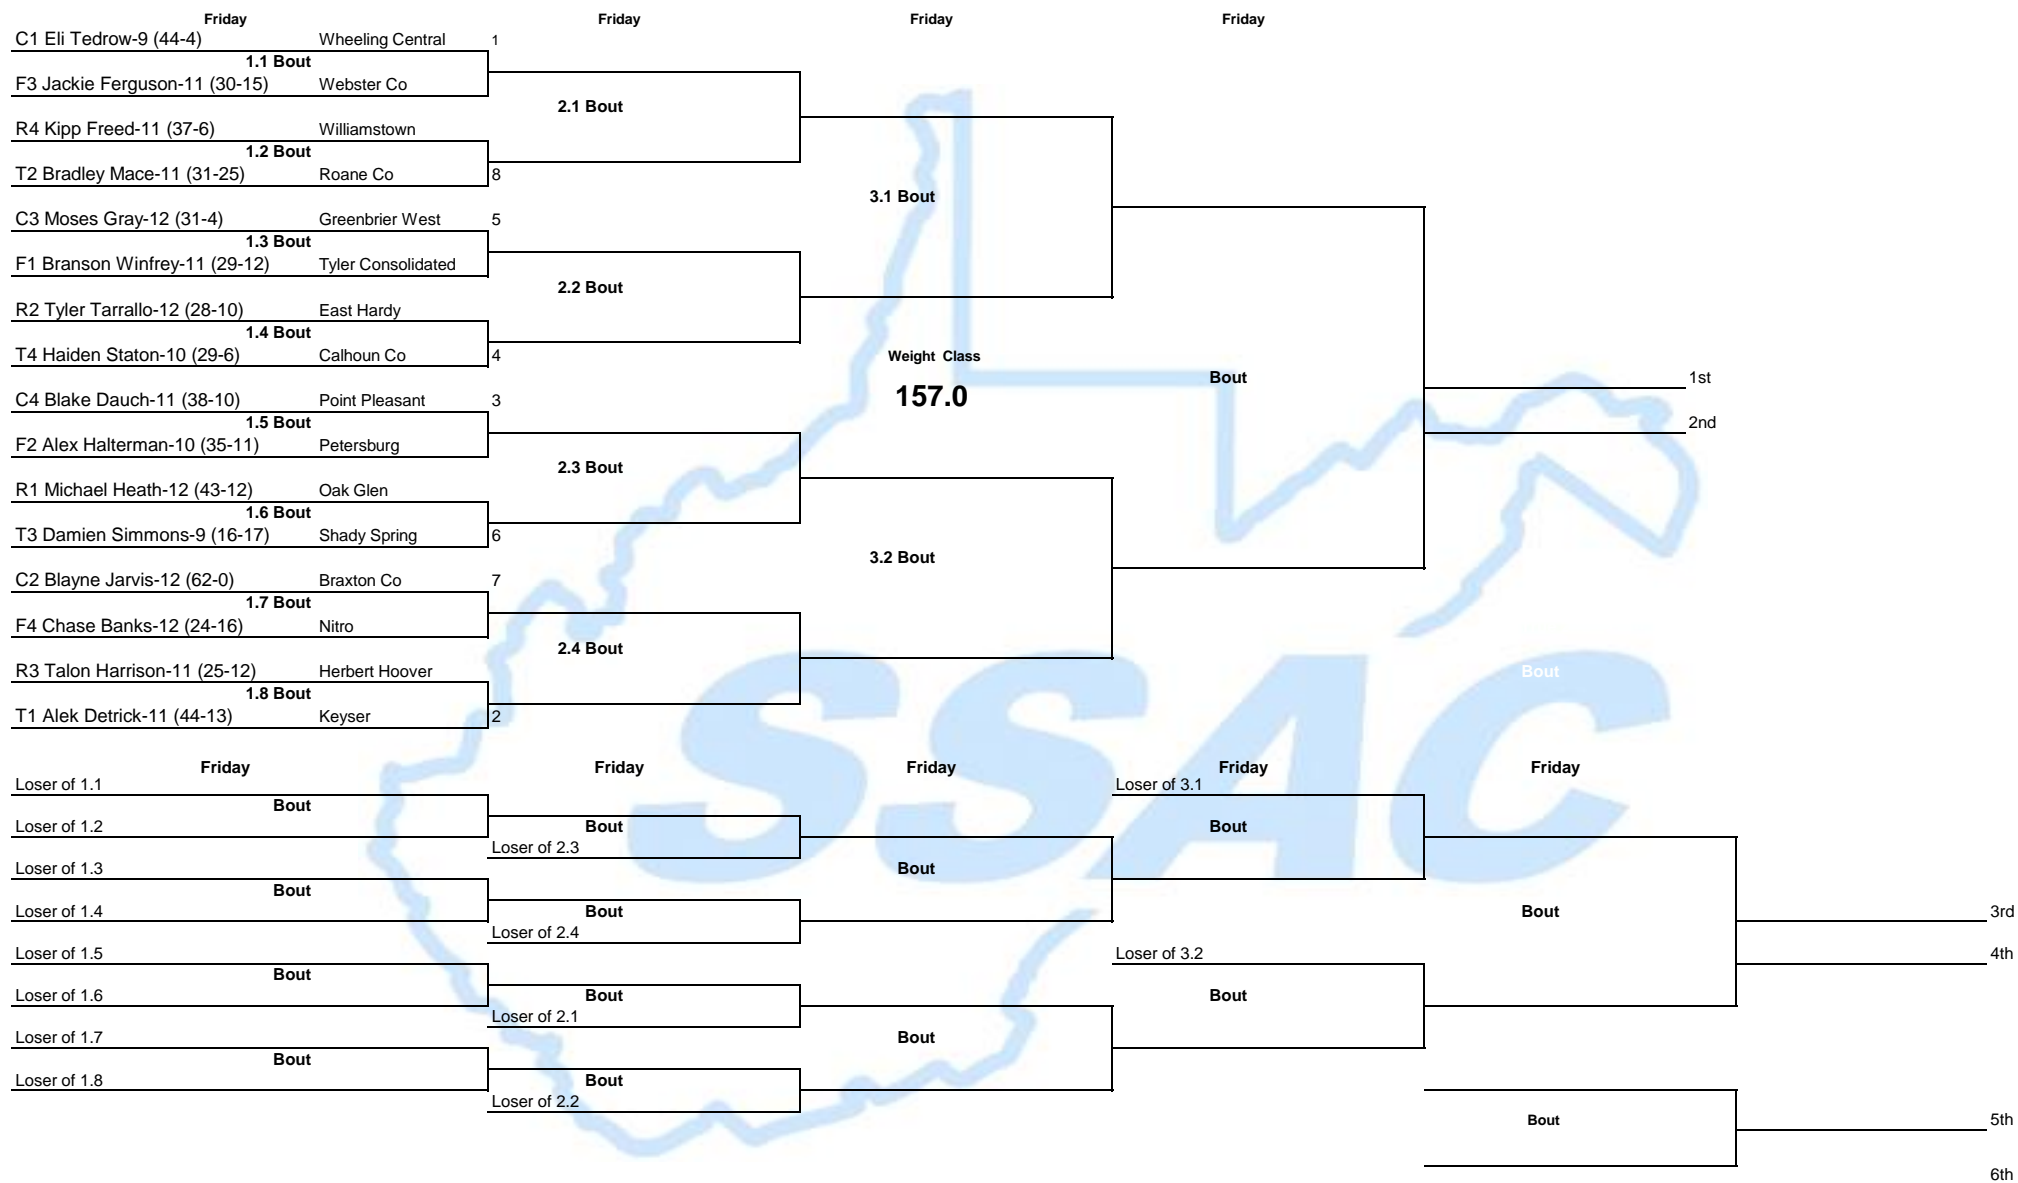 Friday Friday Friday Friday
C1 Eli Tedrow-9 (44-4) Wheeling Central 1
1.1 Bout
F3 Jackie Ferguson-11 (30-15) Webster Co
2.1 Bout
R4 Kipp Freed-11 (37-6) Williamstown
1.2 Bout
T2 Bradley Mace-11 (31-25) Roane Co 8
3.1 Bout
C3 Moses Gray-12 (31-4) Greenbrier West 5
1.3 Bout
F1 Branson Winfrey-11 (29-12) Tyler Consolidated
2.2 Bout
R2 Tyler Tarrallo-12 (28-10) East Hardy
1.4 Bout
T4 Haiden Staton-10 (29-6) Calhoun Co 4
Weight Class
Bout 1st
157.0
C4 Blake Dauch-11 (38-10) Point Pleasant 3
1.5 Bout 2nd
F2 Alex Halterman-10 (35-11) Petersburg
2.3 Bout
R1 Michael Heath-12 (43-12) Oak Glen
1.6 Bout
T3 Damien Simmons-9 (16-17) Shady Spring 6
3.2 Bout
C2 Blayne Jarvis-12 (62-0) Braxton Co 7
1.7 Bout
F4 Chase Banks-12 (24-16) Nitro
2.4 Bout
R3 Talon Harrison-11 (25-12) Herbert Hoover
Bout
1.8 Bout
T1 Alek Detrick-11 (44-13) Keyser 2
SSAC
Friday Friday Friday Friday Friday
Loser of 1.1 Loser of 3.1
Bout
Loser of 1.2 Bout Bout
Loser of 2.3
Loser of 1.3 Bout
Bout
Loser of 1.4 Bout Bout 3rd
Loser of 2.4
Loser of 1.5 Loser of 3.2 4th
Bout
Loser of 1.6 Bout Bout
Loser of 2.1
Loser of 1.7 Bout
Bout
Loser of 1.8 Bout
Loser of 2.2
Bout 5th
6th